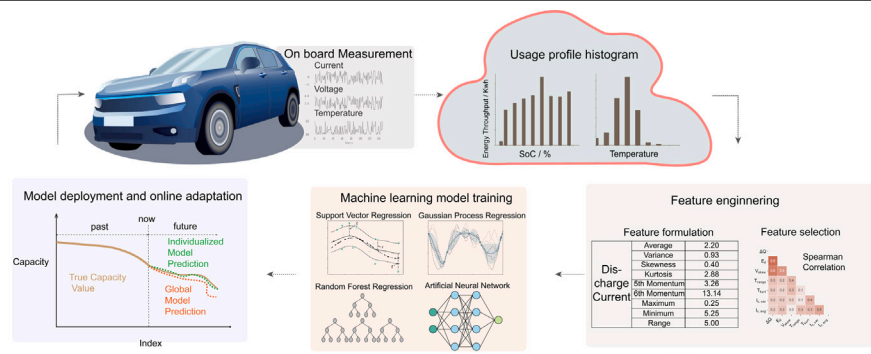 On board Measurement
Current
Voltage
Temperature
Usage profile histogram
Energy Throughput / Kwh
SoC / %
Temperature
Feature enginnering
Feature formulation
Dis-
charge
Current
Average 2.20
Variance 0.93
Skewness 0.40
Kurtosis 2.88
5th Momentum 3.26
6th Momentum 13.14
Maximum 0.25
Minimum 5.25
Range 5.00
Feature selection
Spearman
Correlation
Machine learning model training
Support Vector Regression
Gaussian Process Regression
Random Forest Regression
Artificial Neural Network
Model deployment and online adaptation
now
past
future
Capacity
Individualized
Model
Prediction
True Capacity
Value
Global
Model
Prediction
Index